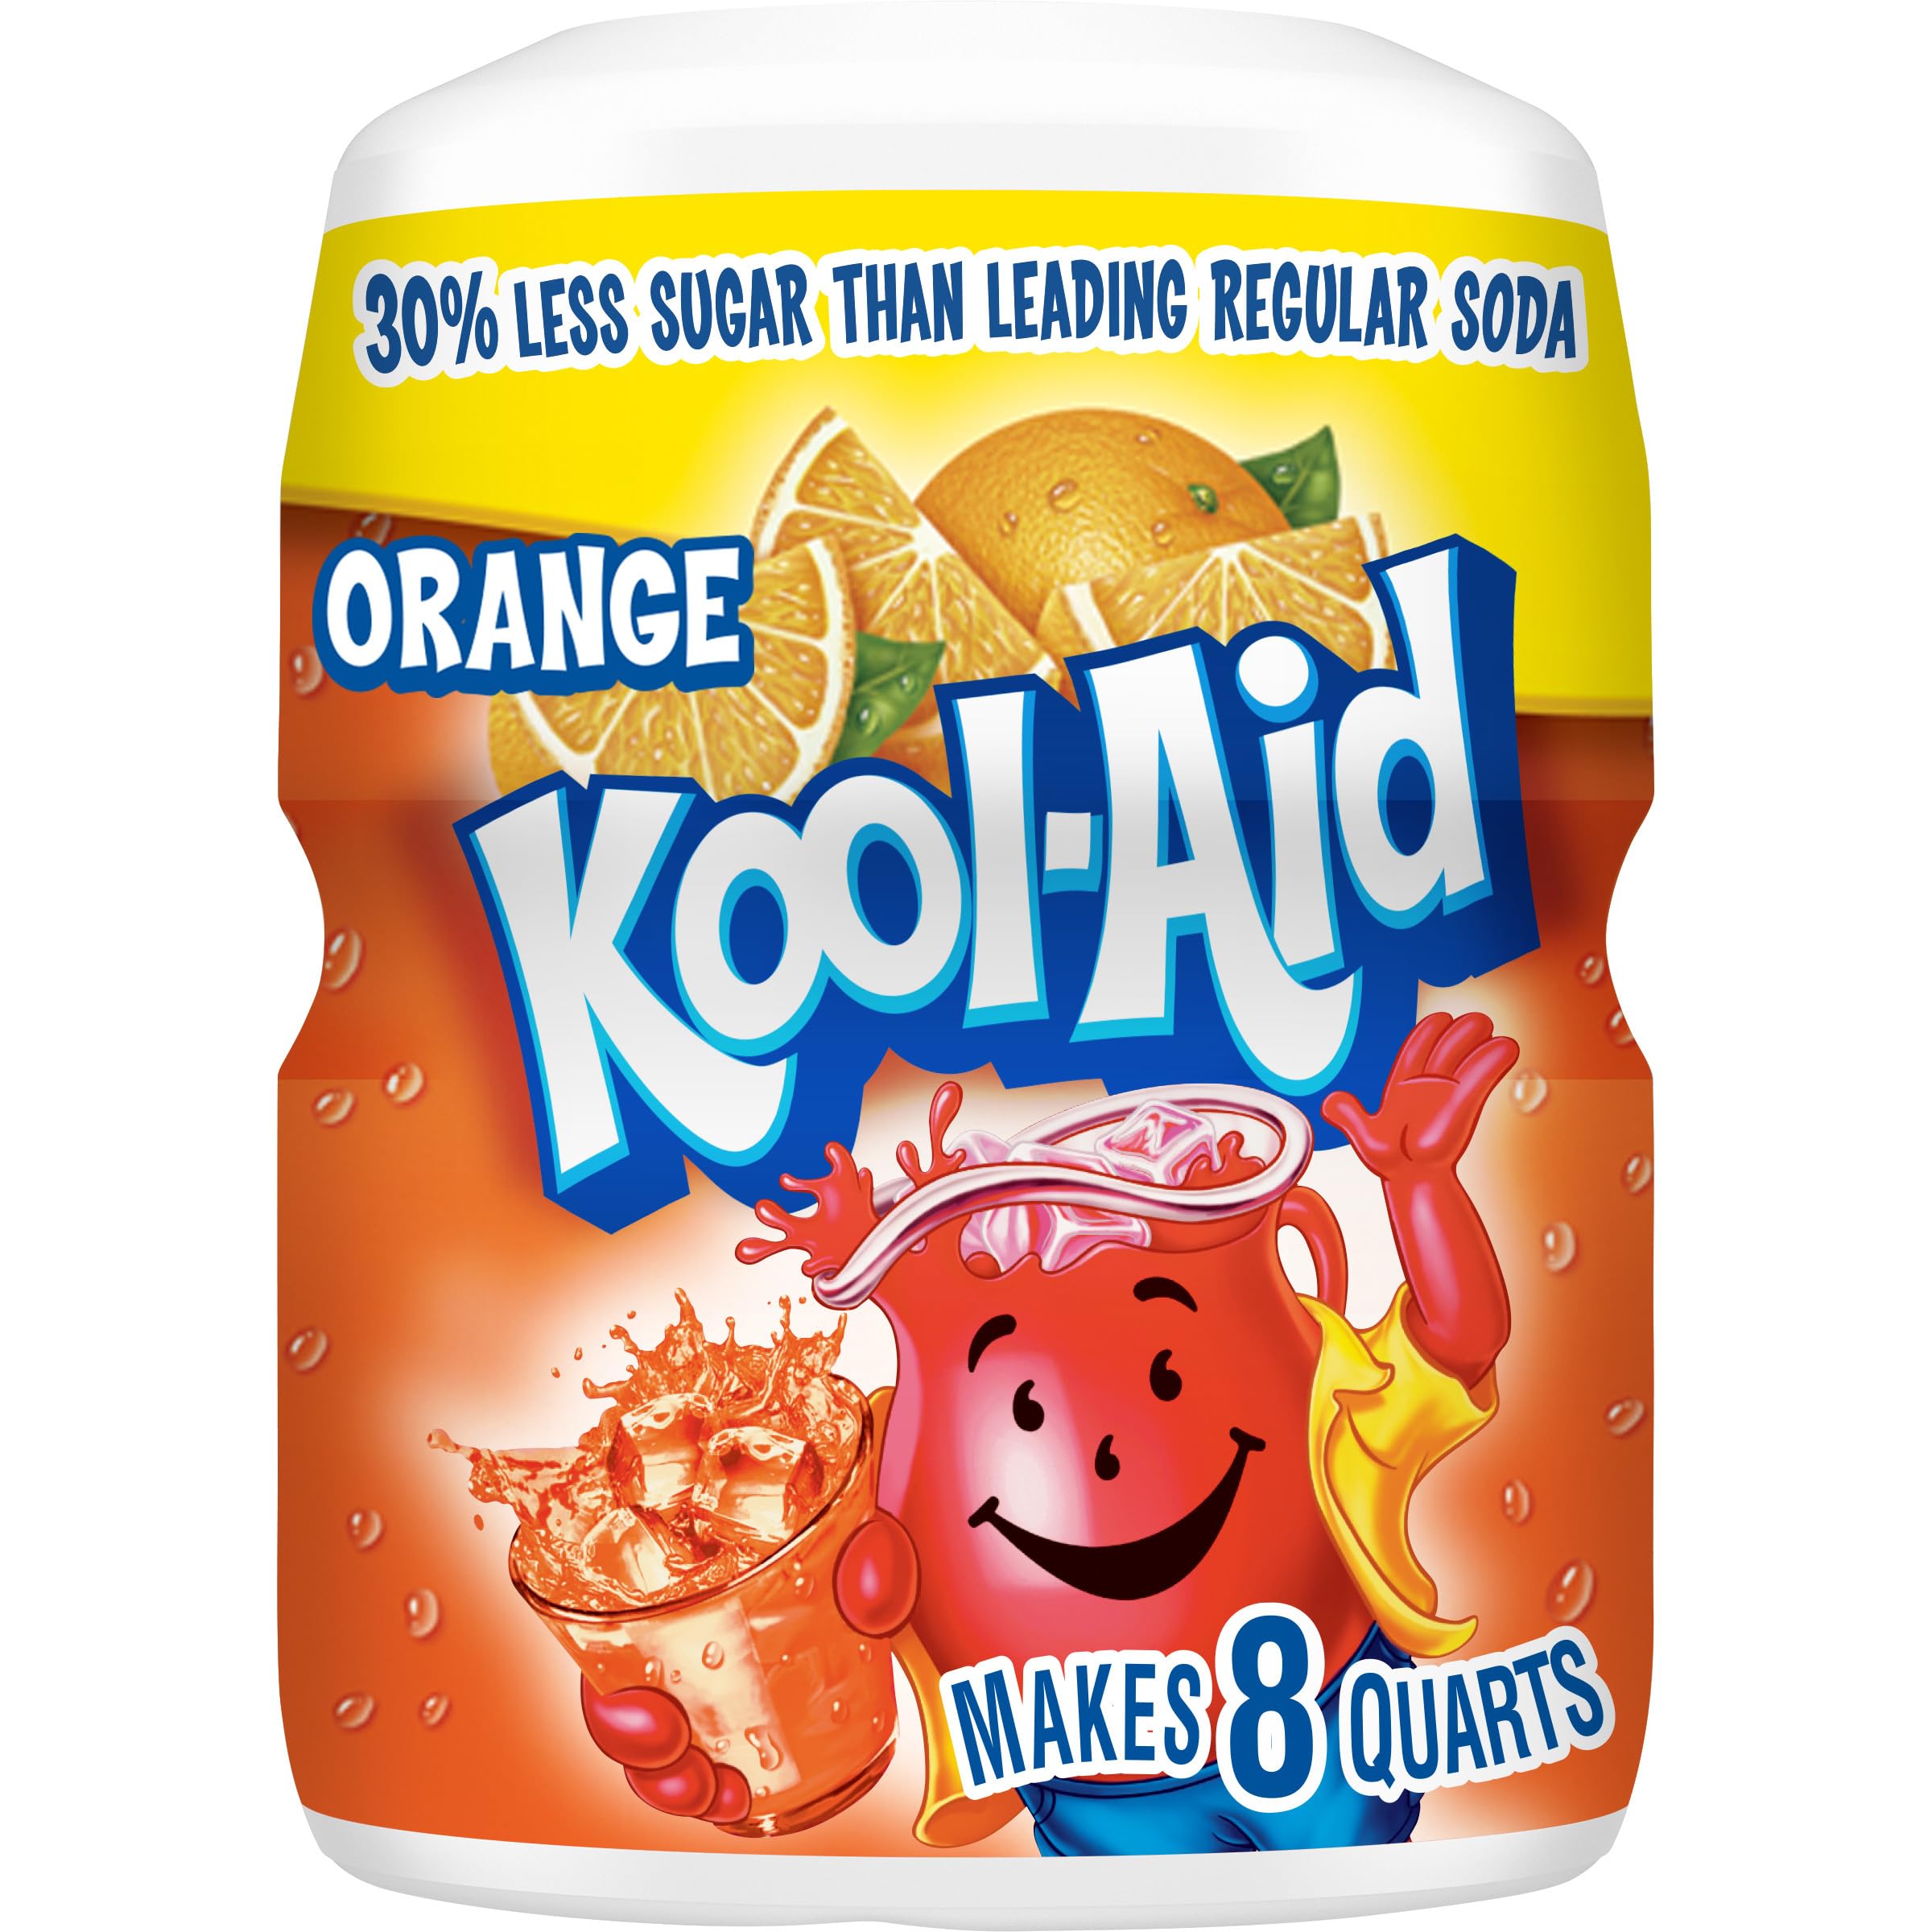 30% LESS SUGAR THAN LEADING REGULAR SODA
ORANGE
Kool-Aid
MAKES 8 QUARTS